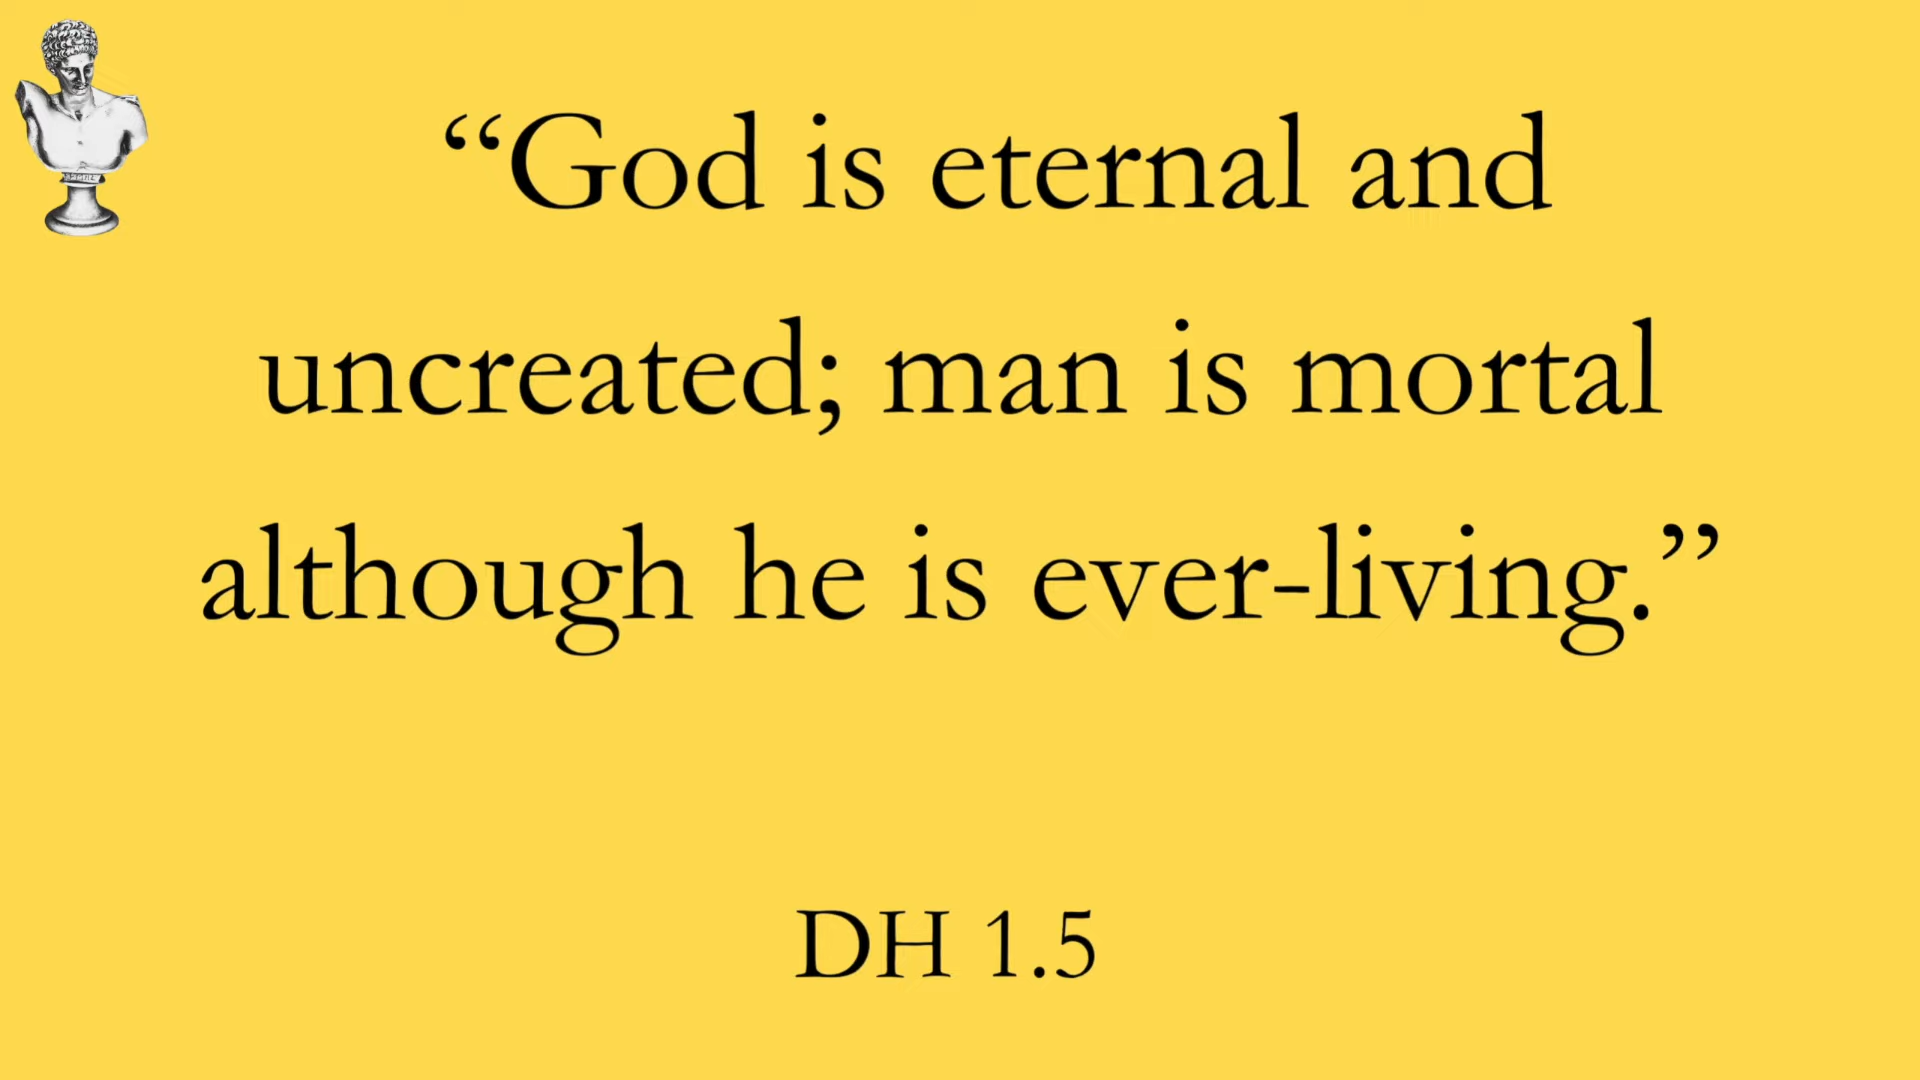 “God is eternal and
uncreated; man is mortal
although he is ever-living.”
DH 1.5